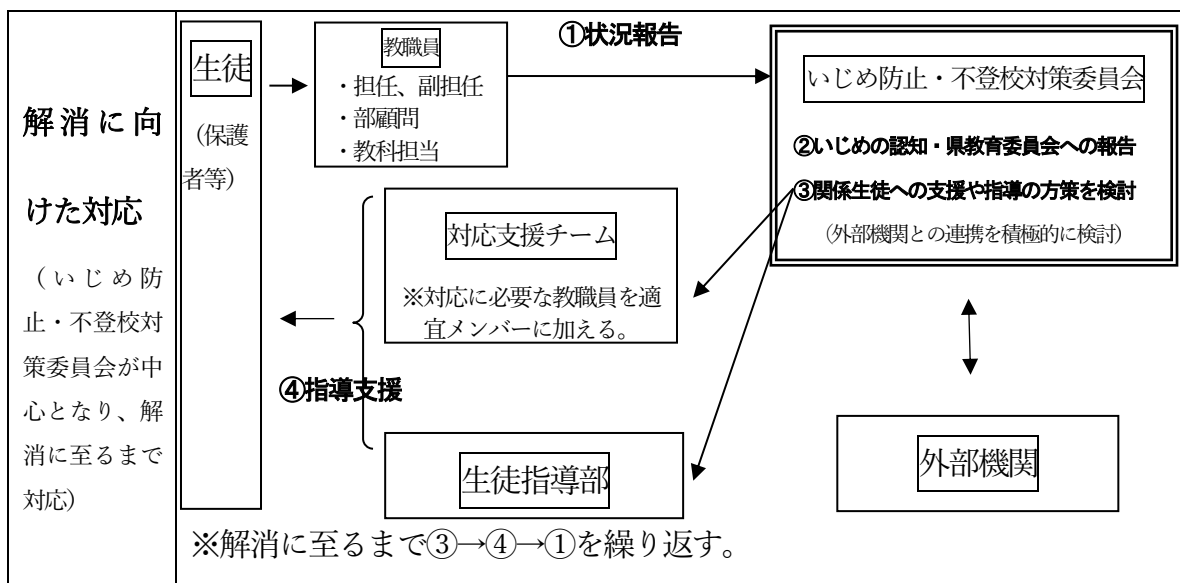 解消に向
けた対応
（いじめ防
止・不登校対
策委員会が中
心となり、解
消に至るまで
対応）
生徒
（保護
者等）
教職員
・担任、副担任
・部顧問
・教科担当
①状況報告
いじめ防止・不登校対策委員会
②いじめの認知・県教育委員会への報告
③関係生徒への支援や指導の方策を検討
（外部機関との連携を積極的に検討）
対応支援チーム
※対応に必要な教職員を適
宜メンバーに加える。
④指導支援
生徒指導部
外部機関
※解消に至るまで③→④→①を繰り返す。